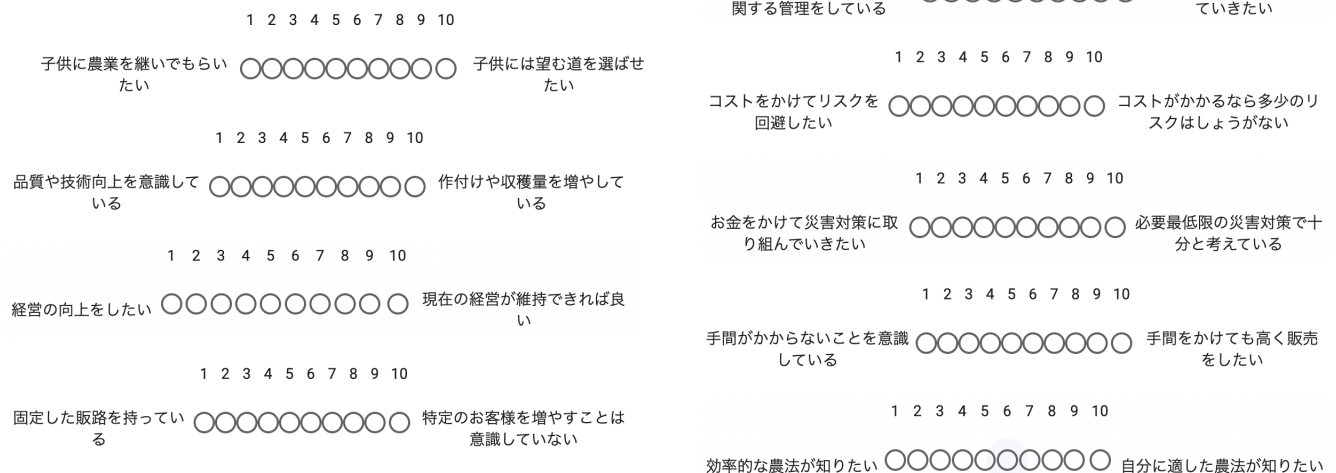 1 2 3 4 5 6 7 8 9 10
子供に農業を継いでもらい
たい
子供には望む道を選ばせ
たい
1 2 3 4 5 6 7 8 9 10
品質や技術向上を意識して
いる
作付けや収穫量を増やして
いる
1 2 3 4 5 6 7 8 9 10
経営の向上をしたい
現在の経営が維持できれば良
い
1 2 3 4 5 6 7 8 9 10
固定した販路を持ってい
る
特定のお客様を増やすことは
意識していない
関する管理をしている
ていきたい
1 2 3 4 5 6 7 8 9 10
コストをかけてリスクを
回避したい
コストがかかるなら多少のリ
スクはしょうがない
1 2 3 4 5 6 7 8 9 10
お金をかけて災害対策に取
り組んでいきたい
必要最低限の災害対策で十
分と考えている
1 2 3 4 5 6 7 8 9 10
手間がかからないことを意識
している
手間をかけても高く販売
をしたい
1 2 3 4 5 6 7 8 9 10
効率的な農法が知りたい
自分に適した農法が知りたい